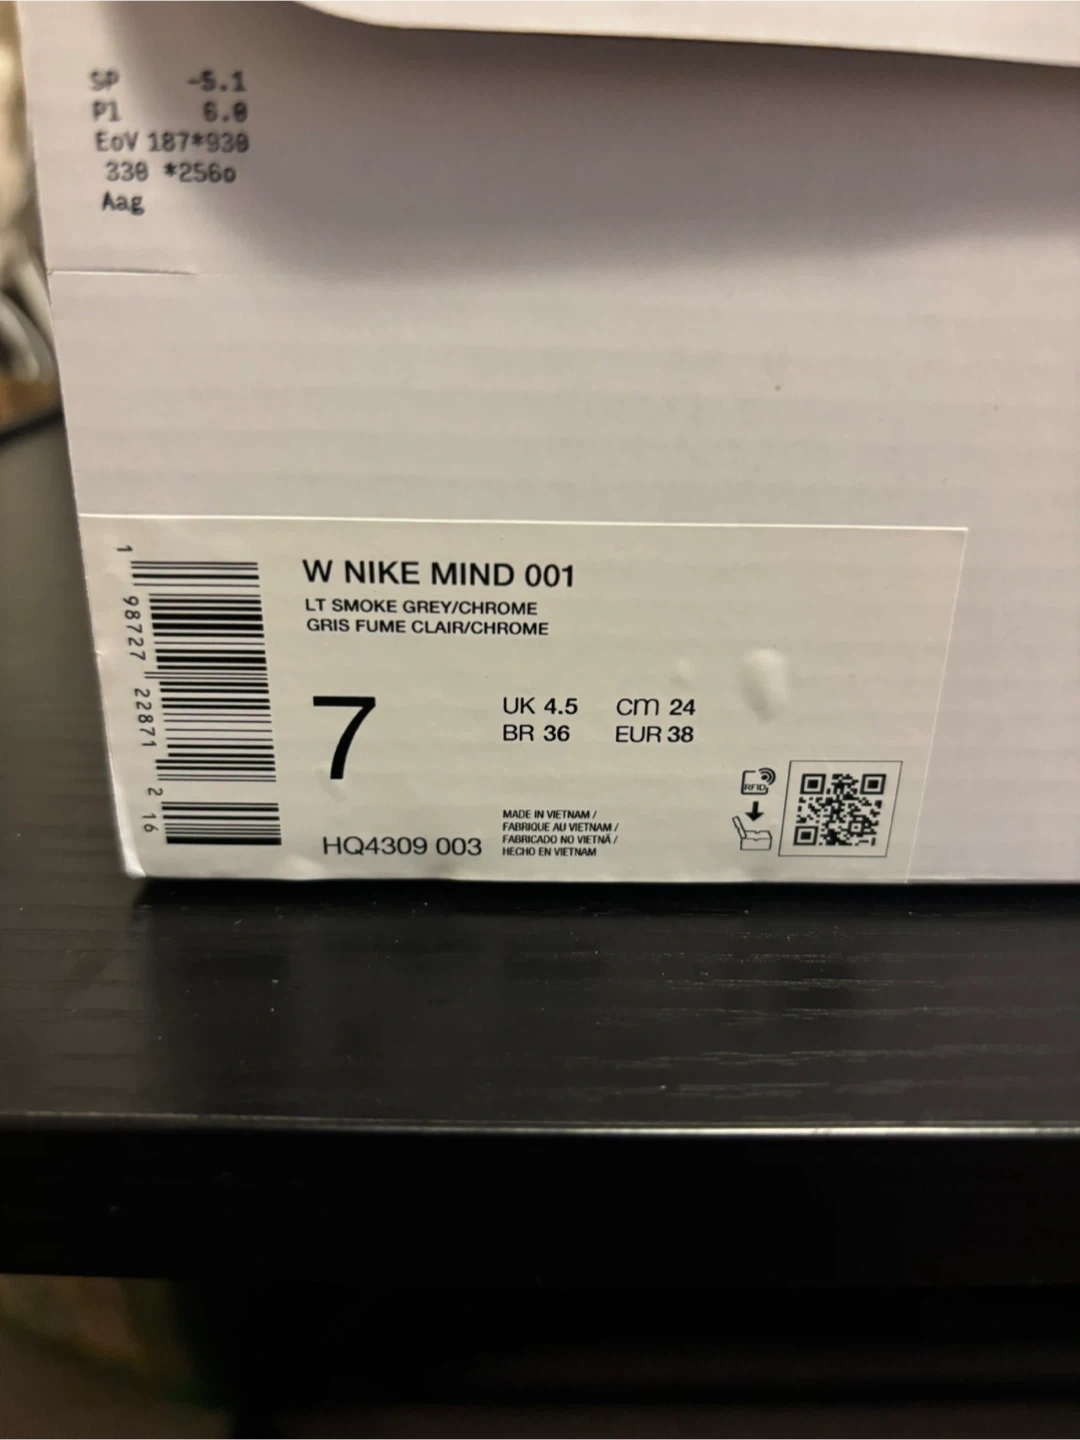 SP -5.1
P1 6.0
EoV 187*930
330 *256o
Aag
W NIKE MIND 001
LT SMOKE GREY/CHROME
GRIS FUME CLAIR/CHROME
7
UK 4.5 cm 24
BR 36 EUR 38
RFID
MADE IN VIETNAM /
FABRIQUE AU VIETNAM /
FABRICADO NO VIETNÃ /
HECHO EN VIETNAM
HQ4309 003
1 98727 22871 2 16